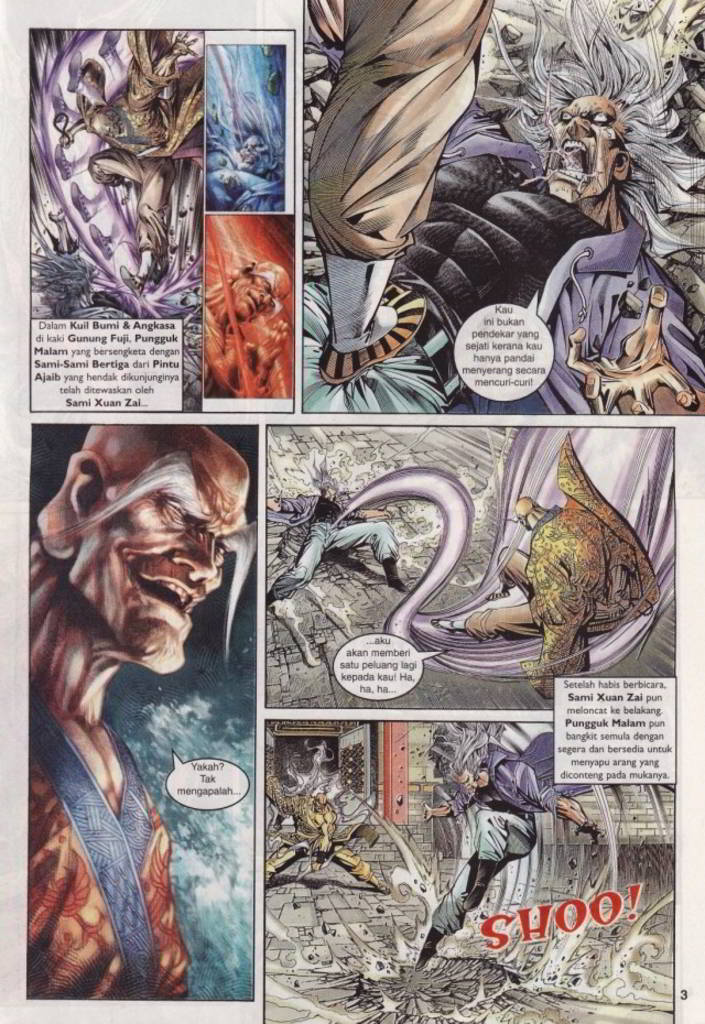 Dalam Kuil Bumi & Angkasa
di kaki Gunung Fuji, Pungguk
Malam yang bersengketa dengan
Sami-Sami Bertiga dari Pintu
Ajaib yang hendak dikunjunginya
telah ditewaskan oleh
Sami Xuan Zai...
Kau
ini bukan
pendekar yang
sejati kerana kau
hanya pandai
menyerang secara
mencuri-curi!
Yakah?
Tak
mengapalah...
...aku
akan memberi
satu peluang lagi
kepada kau! Ha,
ha, ha...
Setelah habis berbicara,
Sami Xuan Zai pun
meloncat ke belakang.
Pungguk Malam pun
bangkit semula dengan
segera dan bersedia untuk
menyapu arang yang
diconteng pada mukanya.
SHOO!
3